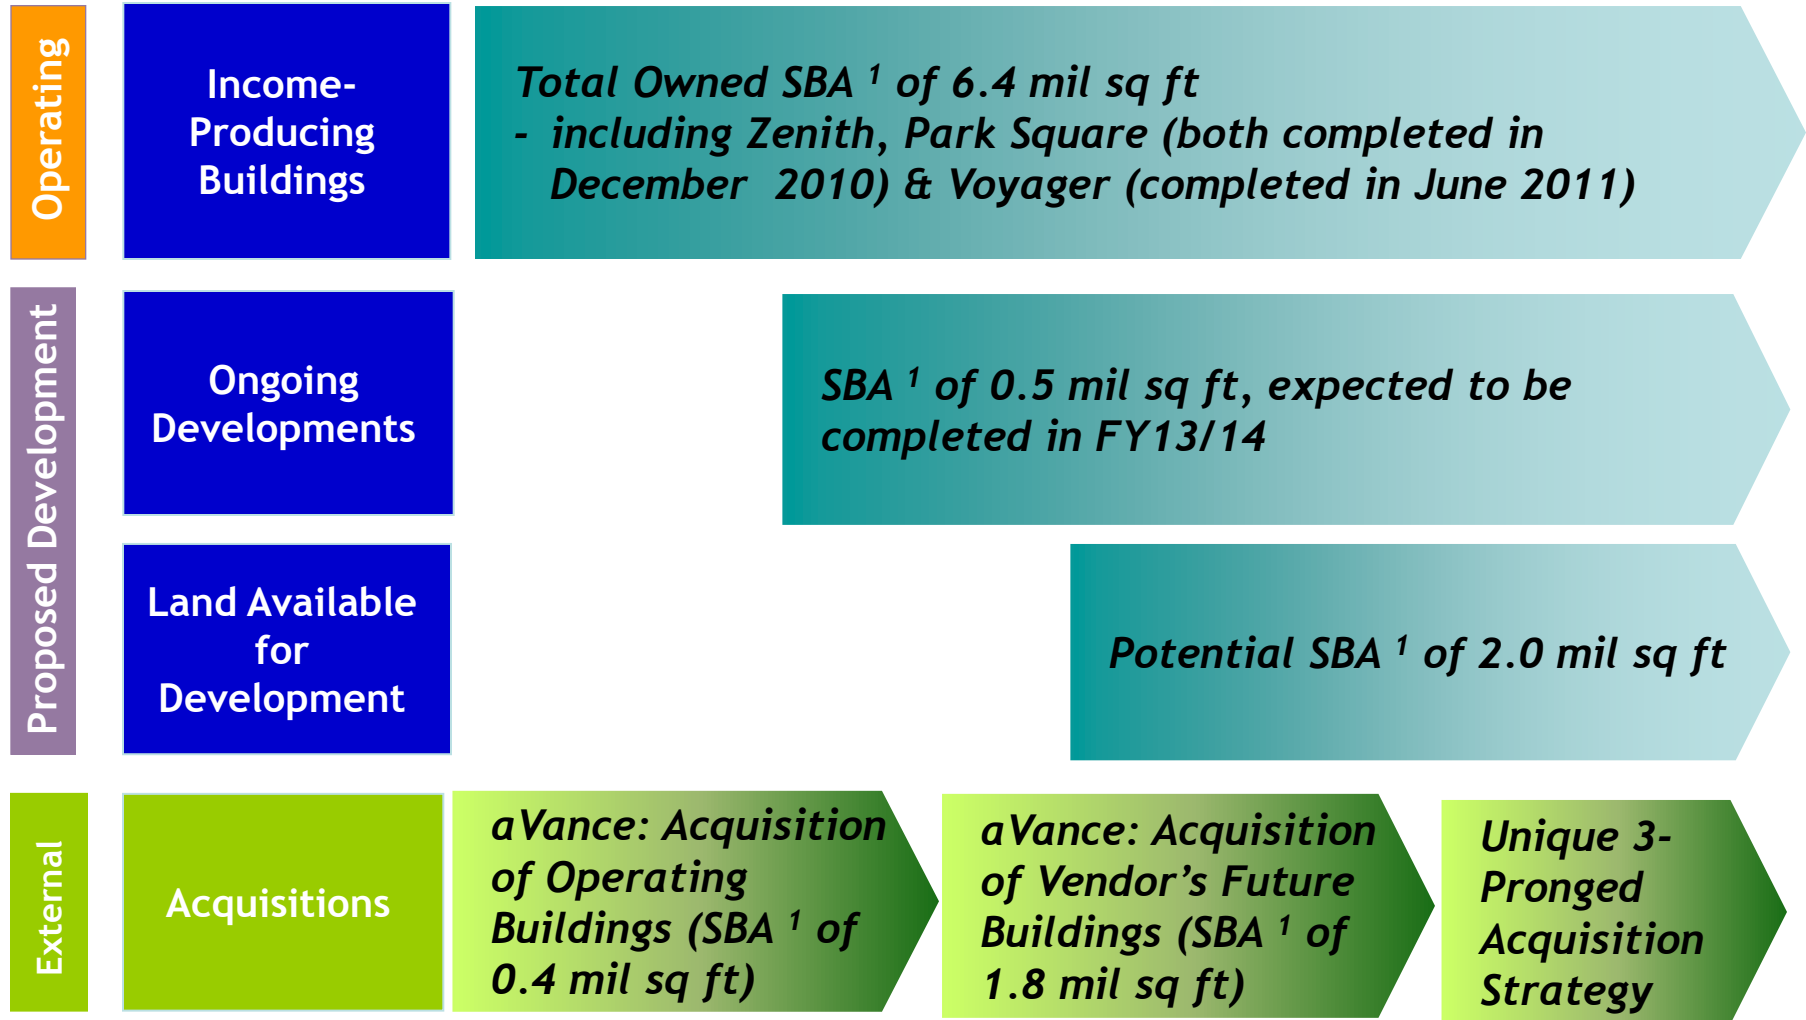 Operating
Income-
Producing
Buildings
Total Owned SBA 1 of 6.4 mil sq ft
- including Zenith, Park Square (both completed in
December 2010) & Voyager (completed in June 2011)
Proposed Development
Ongoing
Developments
SBA 1 of 0.5 mil sq ft, expected to be
completed in FY13/14
Land Available
for
Development
Potential SBA 1 of 2.0 mil sq ft
External
Acquisitions
aVance: Acquisition
of Operating
Buildings (SBA 1 of
0.4 mil sq ft)
aVance: Acquisition
of Vendor’s Future
Buildings (SBA 1 of
1.8 mil sq ft)
Unique 3-
Pronged
Acquisition
Strategy